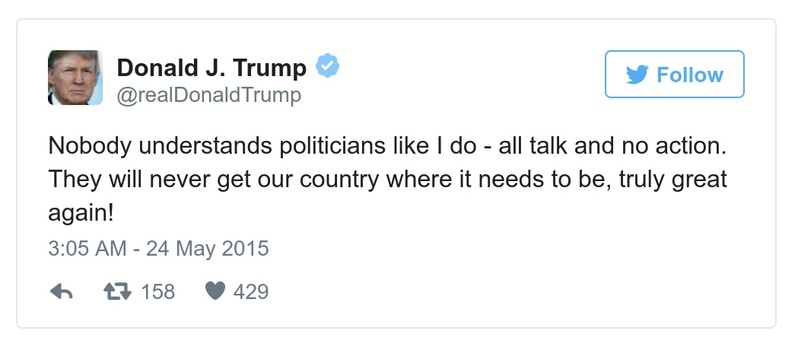 Donald J. Trump
@realDonaldTrump
Follow
Nobody understands politicians like I do - all talk and no action.
They will never get our country where it needs to be, truly great
again!
3:05 AM - 24 May 2015
158 429